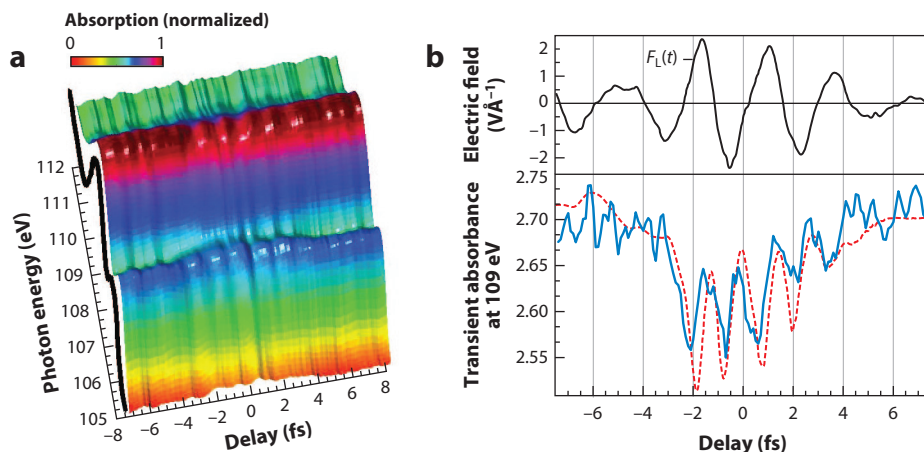 Absorption (normalized)
0 1
a
112
111
110
109
108
107
106
105
Photon energy (eV)
−8 −6 −4 −2 0 2 4 6 8
Delay (fs)
b
Electric field
(VÅ−1)
2
1
0
−1
−2
FL(t)
Transient absorbance
at 109 eV
2.75
2.70
2.65
2.60
2.55
−6 −4 −2 0 2 4 6
Delay (fs)